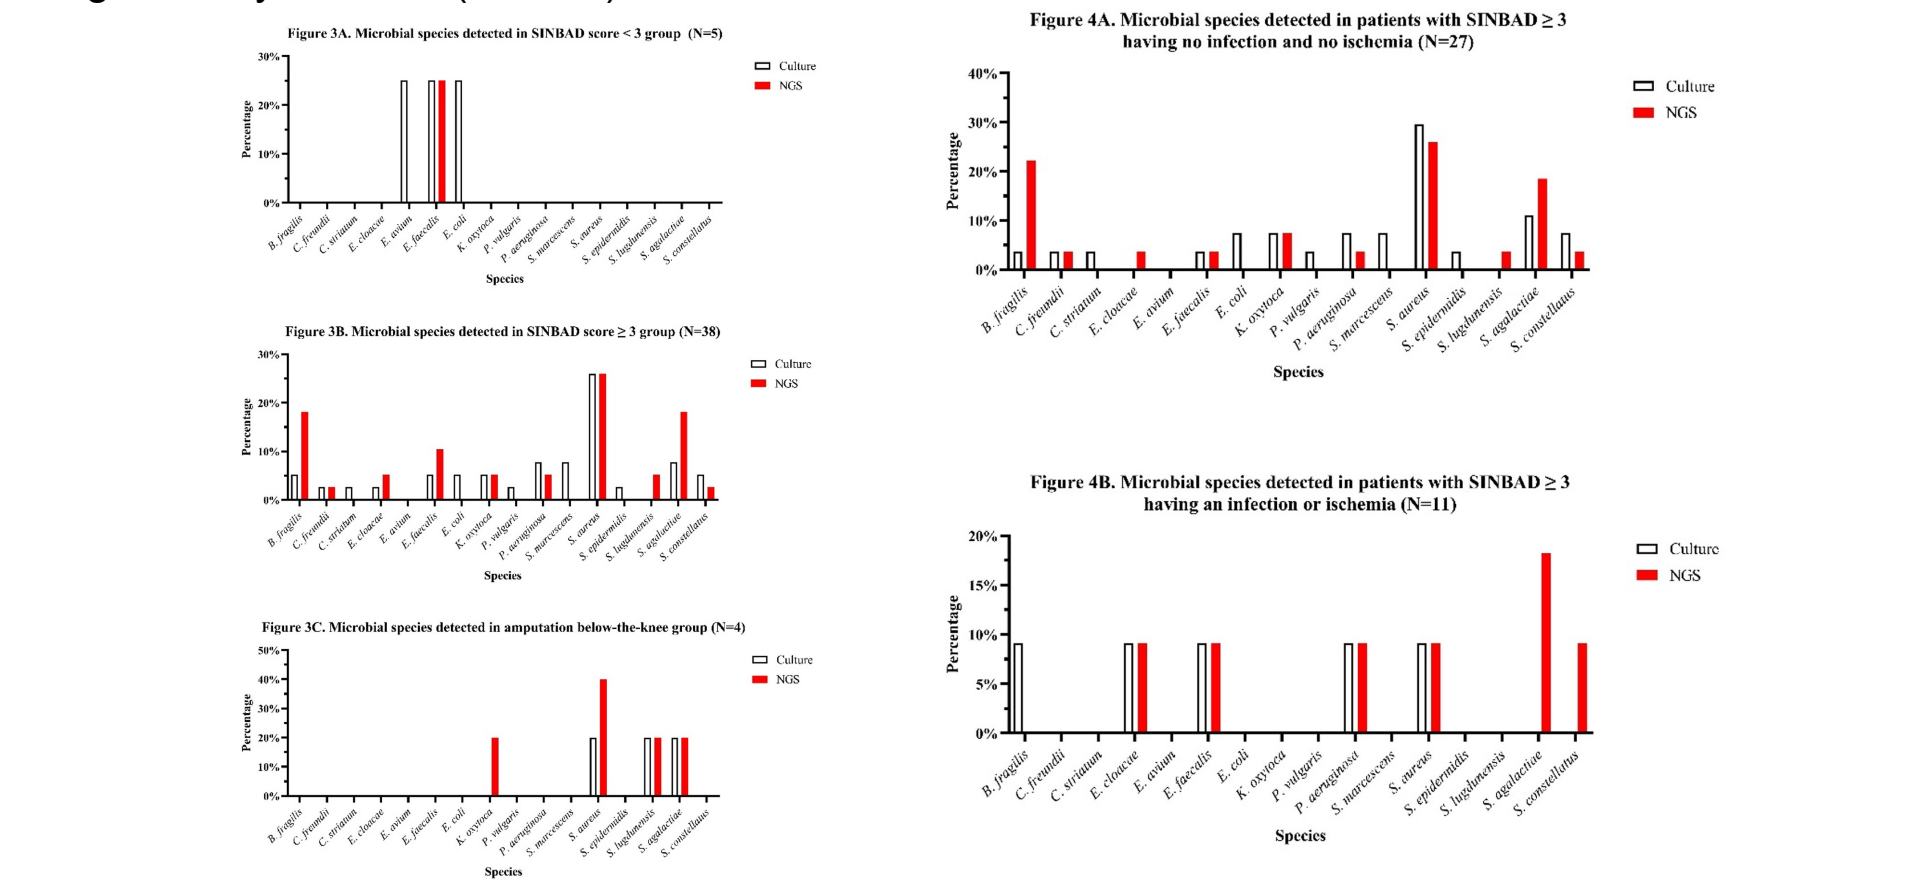 Figure 3A. Microbial species detected in SINBAD score < 3 group (N=5)
30%
20%
10%
0%
Percentage
Culture
NGS
B. fragilis
C. freundii
C. striatum
E. cloacae
E. avium
E. faecalis
E. coli
K. oxytoca
P. vulgaris
P. aeruginosa
S. marcescens
S. aureus
S. epidermidis
S. lugdunensis
S. agalactiae
S. constellatus
Species
Figure 3B. Microbial species detected in SINBAD score ≥ 3 group (N=38)
30%
20%
10%
0%
Percentage
Culture
NGS
B. fragilis
C. freundii
C. striatum
E. cloacae
E. avium
E. faecalis
E. coli
K. oxytoca
P. vulgaris
P. aeruginosa
S. marcescens
S. aureus
S. epidermidis
S. lugdunensis
S. agalactiae
S. constellatus
Species
Figure 3C. Microbial species detected in amputation below-the-knee group (N=4)
50%
40%
30%
20%
10%
0%
Percentage
Culture
NGS
B. fragilis
C. freundii
C. striatum
E. cloacae
E. avium
E. faecalis
E. coli
K. oxytoca
P. vulgaris
P. aeruginosa
S. marcescens
S. aureus
S. epidermidis
S. lugdunensis
S. agalactiae
S. constellatus
Species
Figure 4A. Microbial species detected in patients with SINBAD ≥ 3
having no infection and no ischemia (N=27)
40%
30%
20%
10%
0%
Percentage
Culture
NGS
B. fragilis
C. freundii
C. striatum
E. cloacae
E. avium
E. faecalis
E. coli
K. oxytoca
P. vulgaris
P. aeruginosa
S. marcescens
S. aureus
S. epidermidis
S. lugdunensis
S. agalactiae
S. constellatus
Species
Figure 4B. Microbial species detected in patients with SINBAD ≥ 3
having an infection or ischemia (N=11)
20%
15%
10%
5%
0%
Percentage
Culture
NGS
B. fragilis
C. freundii
C. striatum
E. cloacae
E. avium
E. faecalis
E. coli
K. oxytoca
P. vulgaris
P. aeruginosa
S. marcescens
S. aureus
S. epidermidis
S. lugdunensis
S. agalactiae
S. constellatus
Species